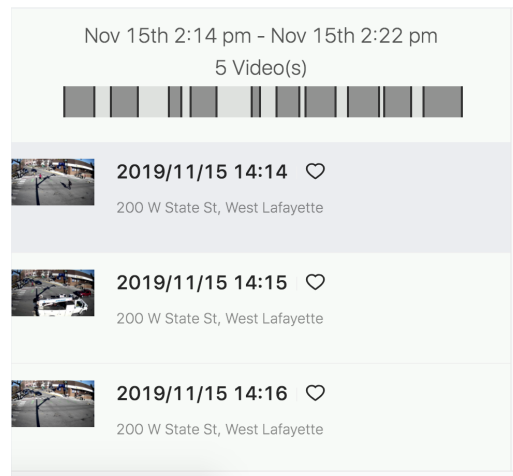 Nov 15th 2:14 pm - Nov 15th 2:22 pm
5 Video(s)
2019/11/15 14:14
200 W State St, West Lafayette
2019/11/15 14:15
200 W State St, West Lafayette
2019/11/15 14:16
200 W State St, West Lafayette